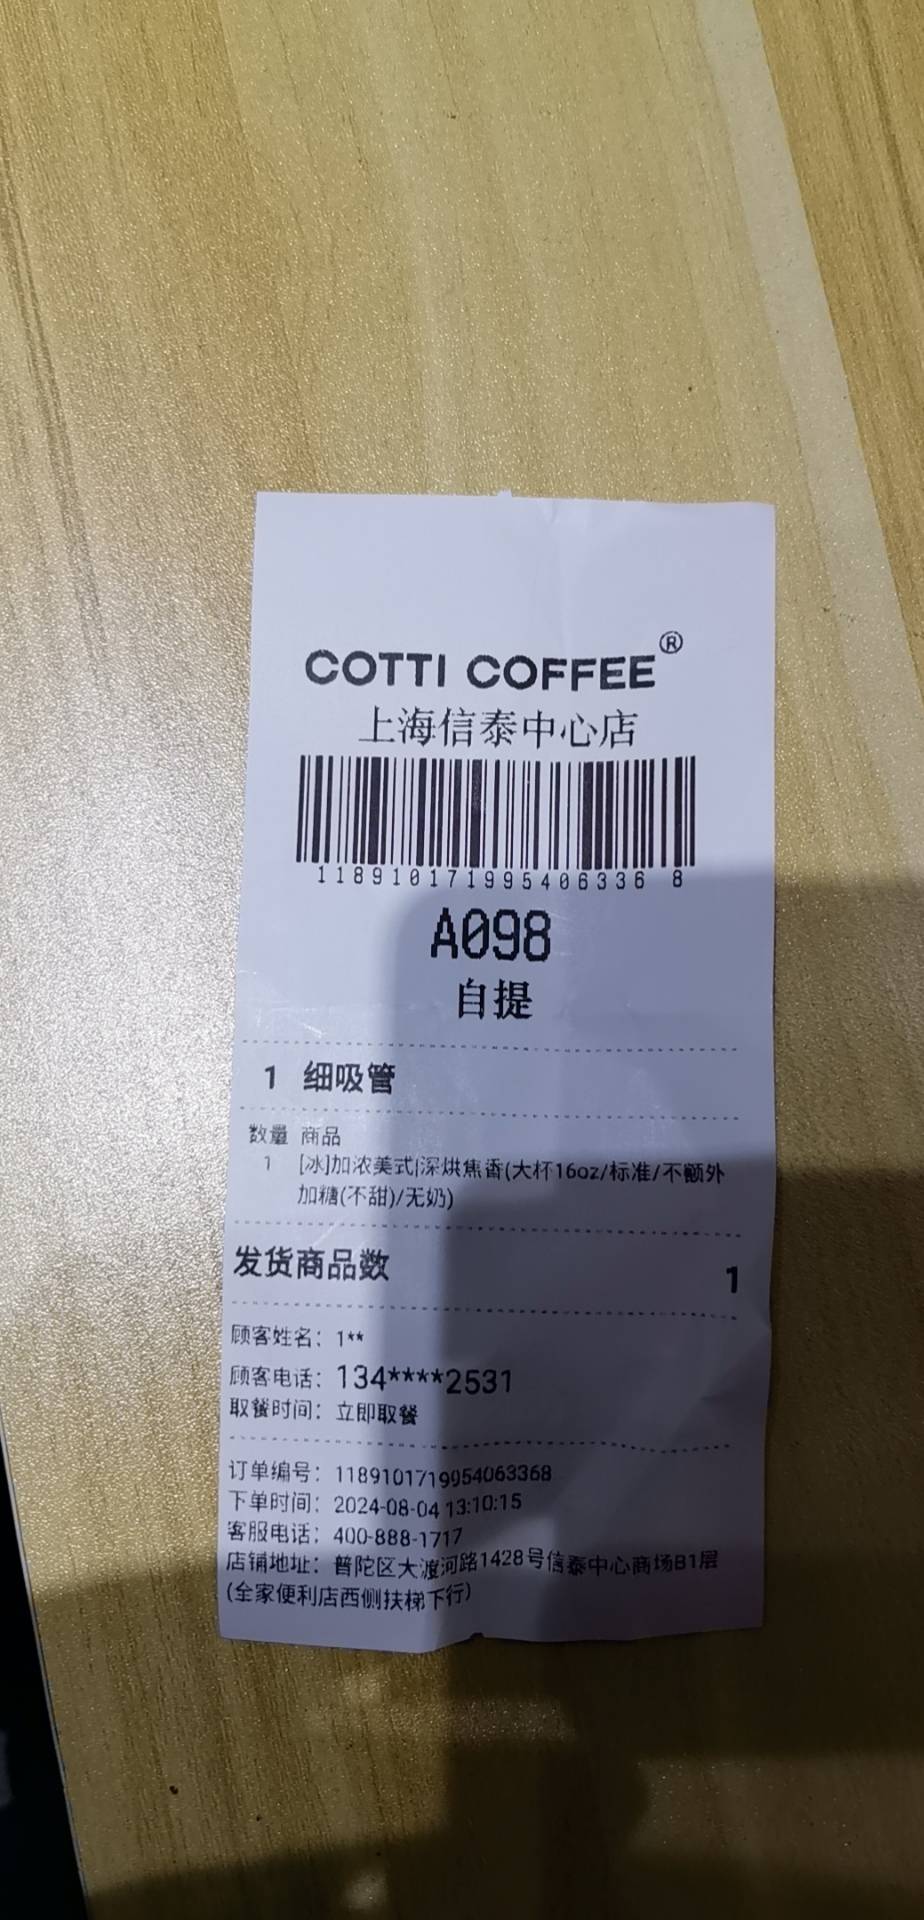 COTTI COFFEE®
上海信泰中心店
118910171995406336 8
A098
自提
1 细吸管
数量 商品
1 [冰]加浓美式|深烘焦香(大杯16oz/标准/不额外
加糖(不甜)/无奶)
发货商品数 1
顾客姓名：1**
顾客电话：134****2531
取餐时间：立即取餐
订单编号：1189101719954063368
下单时间：2024-08-04 13:10:15
客服电话：400-888-1717
店铺地址：普陀区大渡河路1428号信泰中心商场B1层
(全家便利店西侧扶梯下行)